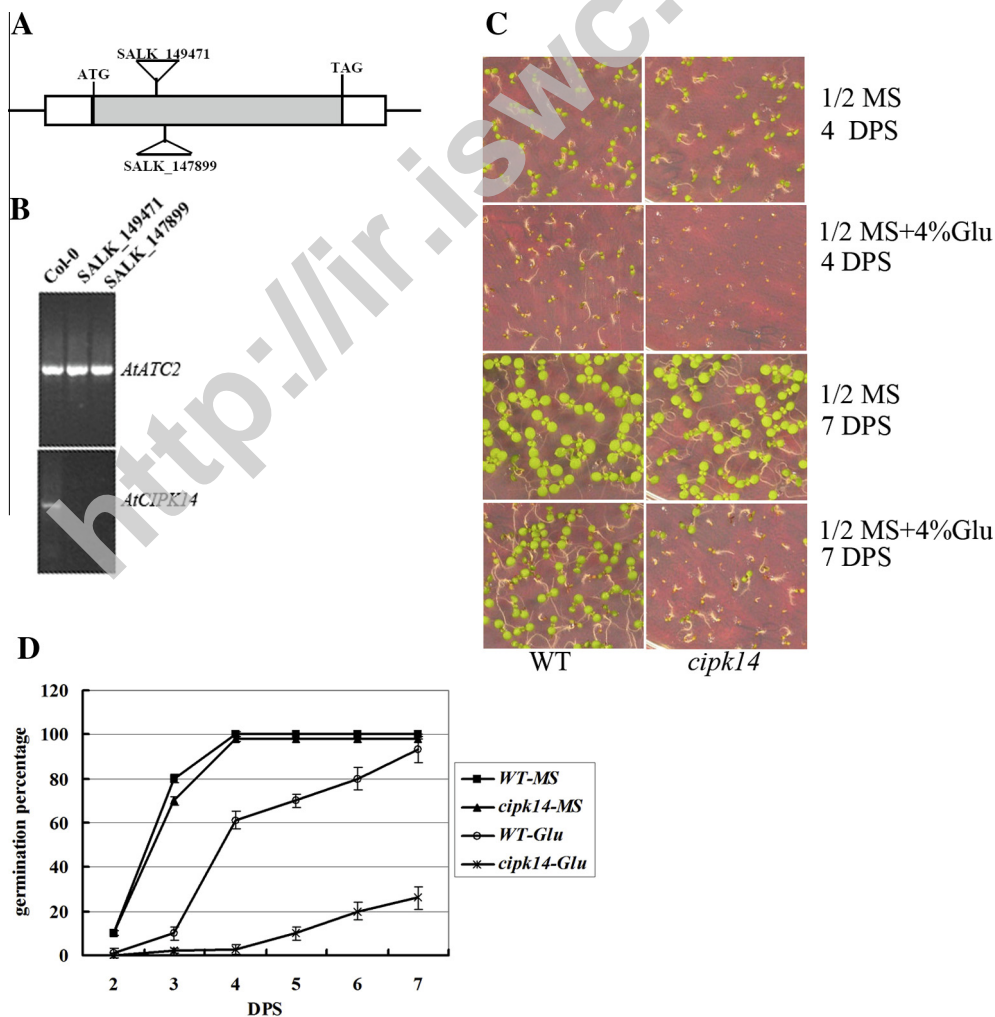 A
SALK_149471
ATG
TAG
SALK_147899
B
Col-0
SALK_149471
SALK_147899
AtATC2
AtCIPK14
C
1/2 MS
4 DPS
1/2 MS+4%Glu
4 DPS
1/2 MS
7 DPS
1/2 MS+4%Glu
7 DPS
WT
cipk14
D
germination percentage
120
100
80
60
40
20
0
2 3 4 5 6 7
DPS
WT-MS
cipk14-MS
WT-Glu
cipk14-Glu
http://ir.iswc.